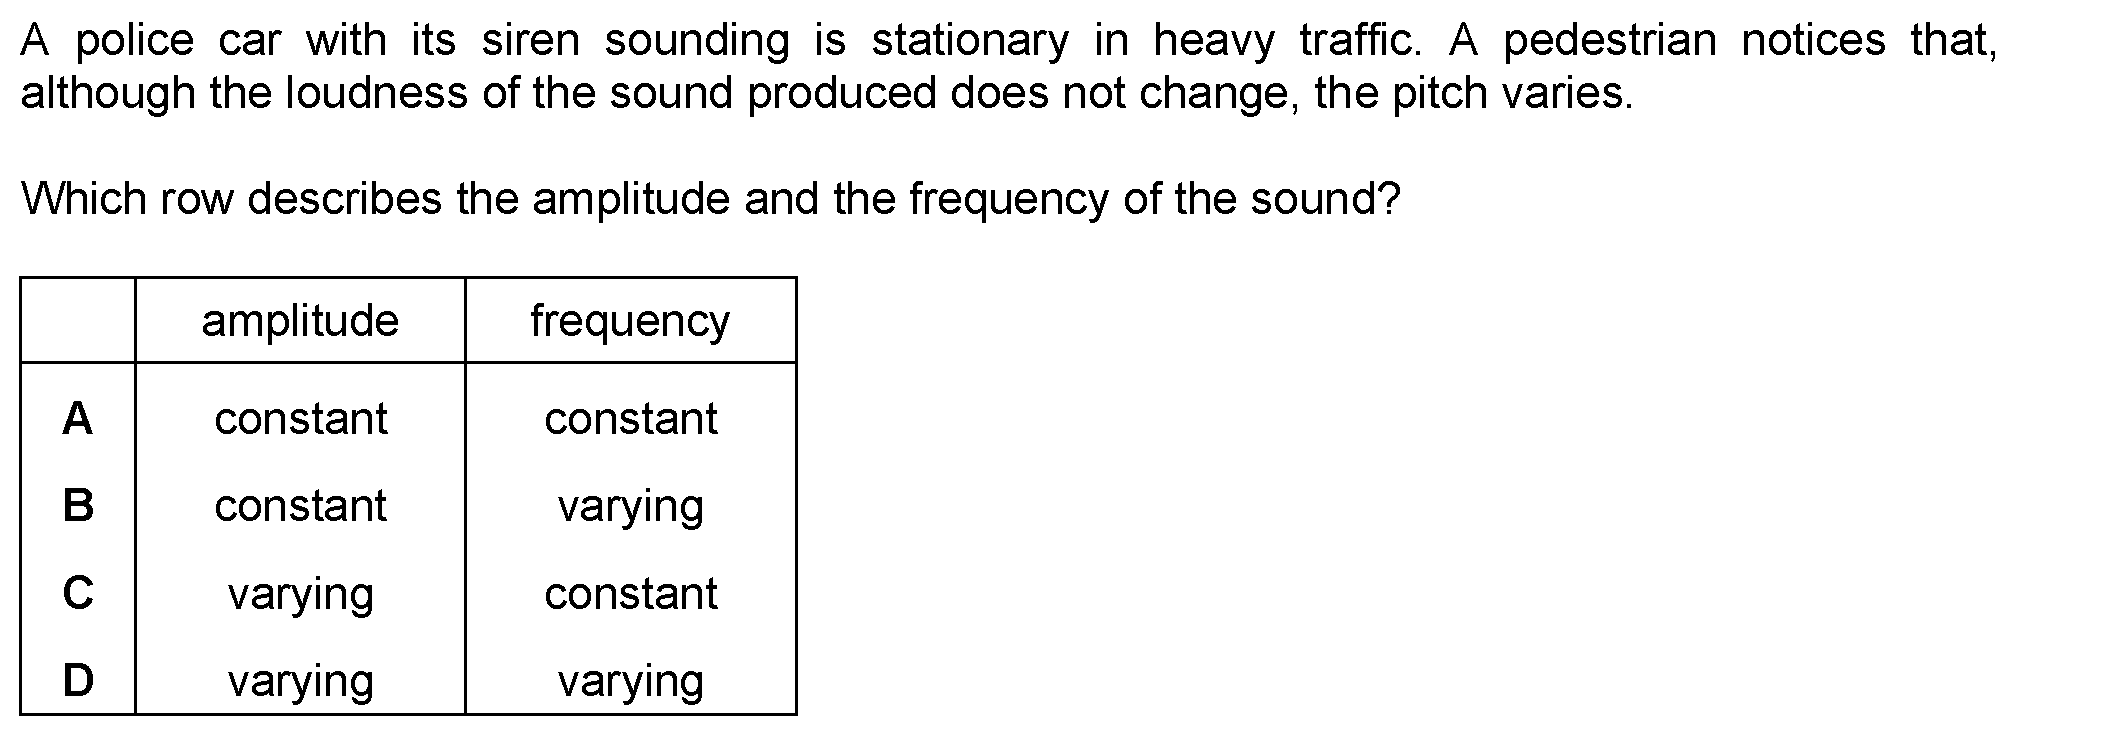 A police car with its siren sounding is stationary in heavy traffic. A pedestrian notices that,
although the loudness of the sound produced does not change, the pitch varies.
Which row describes the amplitude and the frequency of the sound?
amplitude frequency
A constant constant
B constant varying
C varying constant
D varying varying